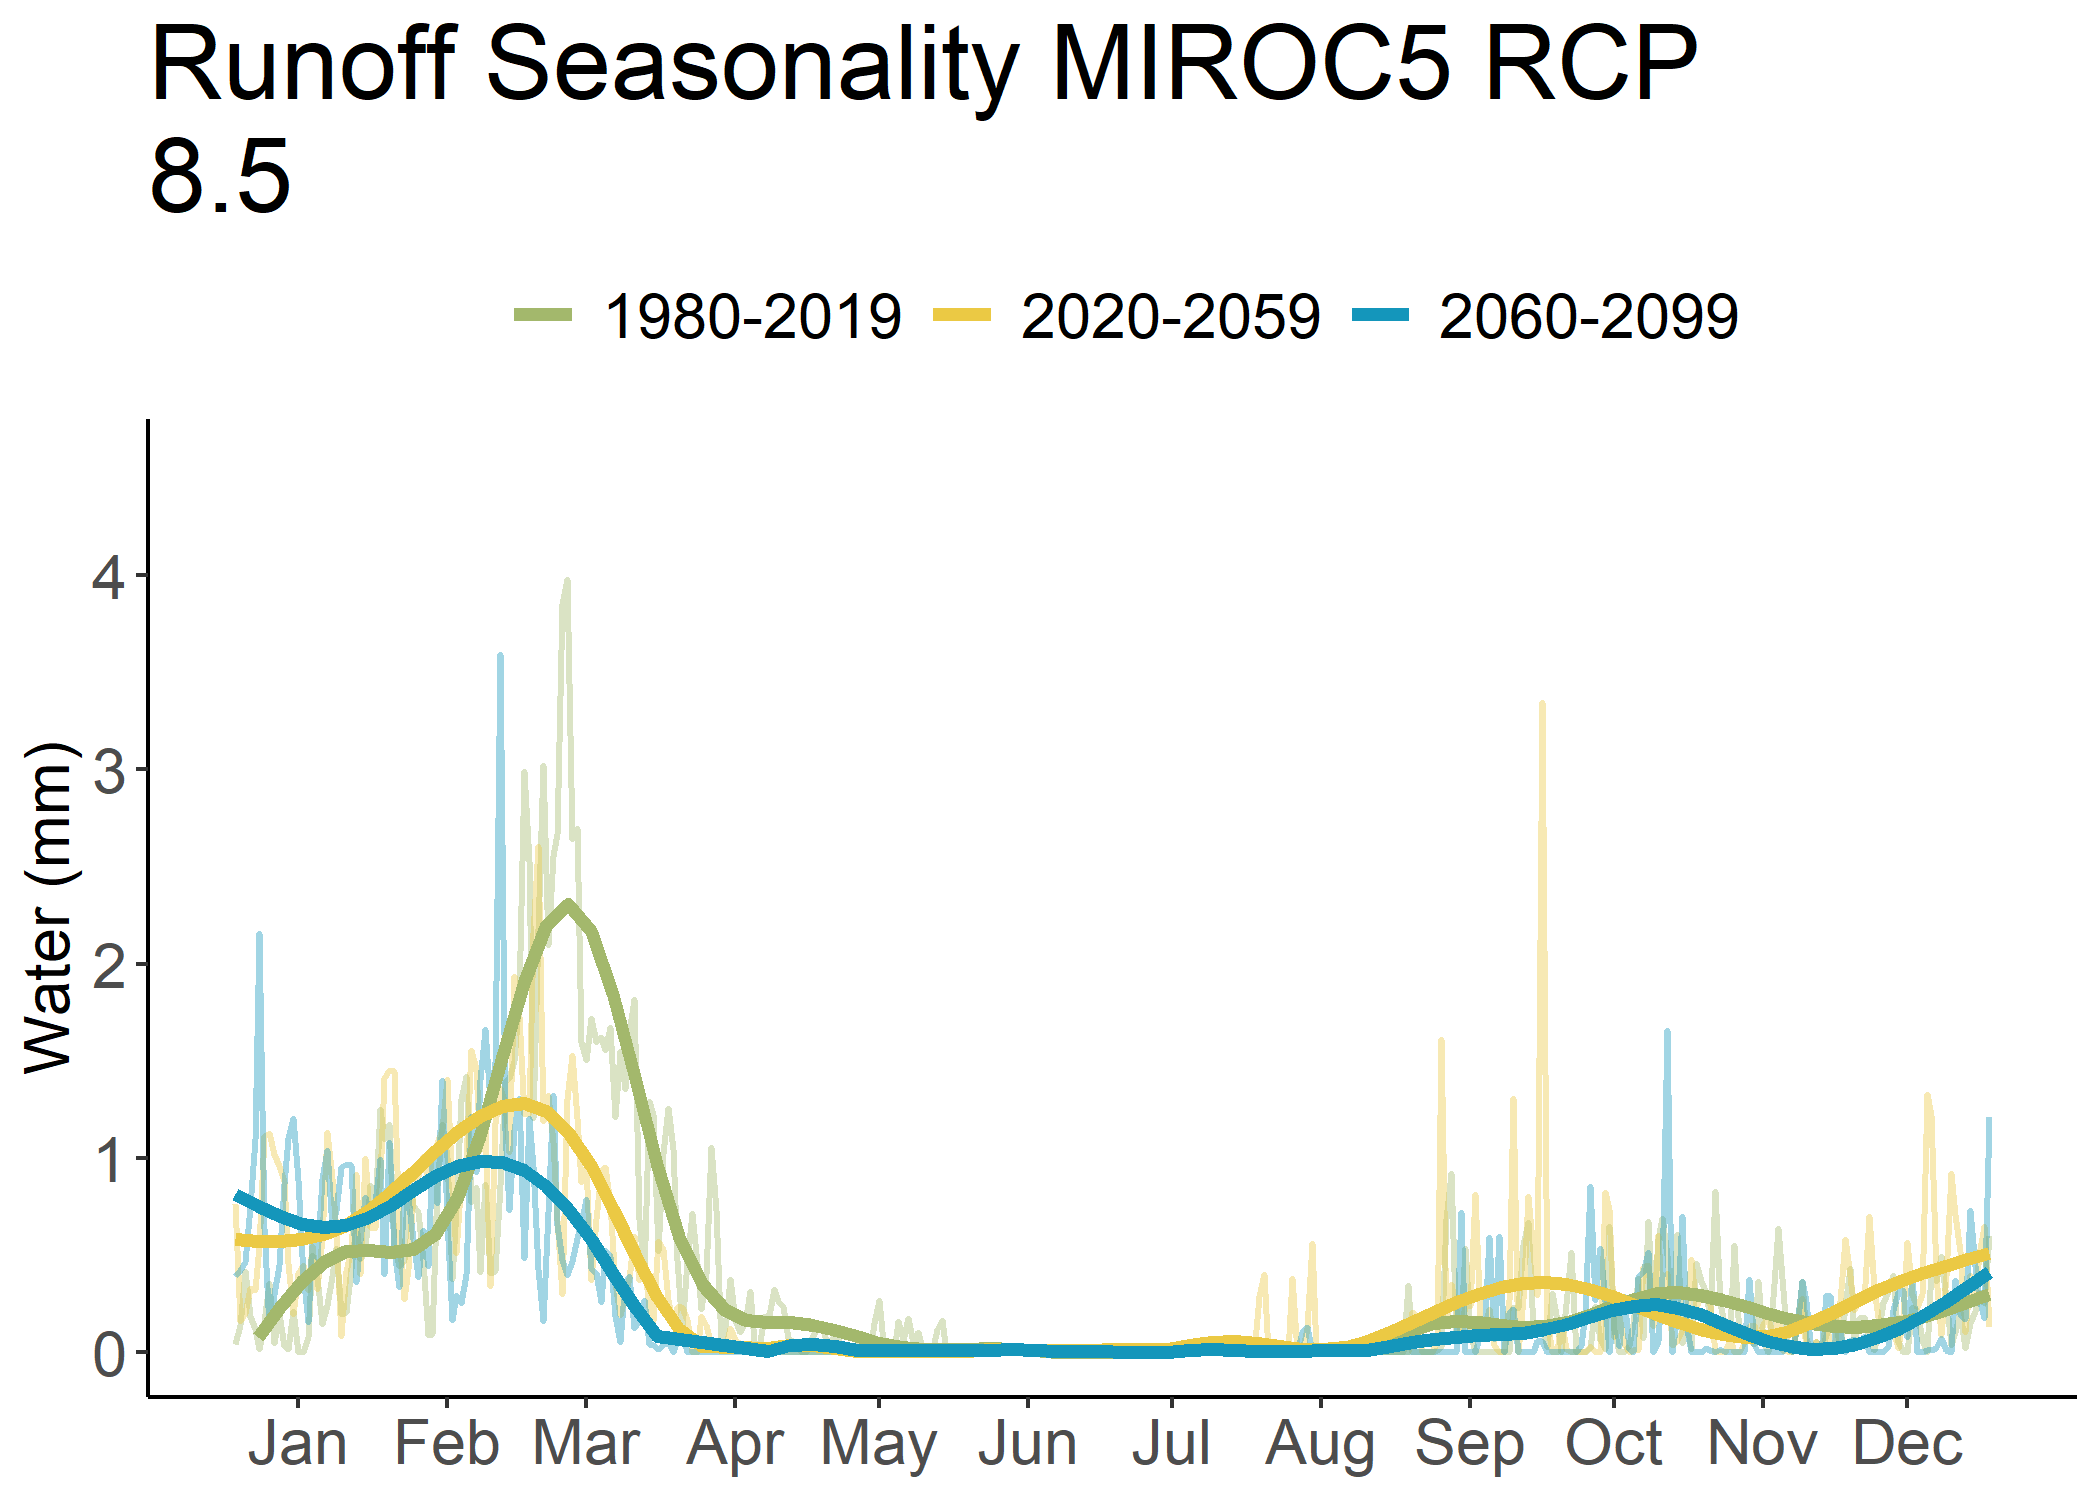 Runoff Seasonality MIROC5 RCP
8.5
1980-2019 2020-2059 2060-2099
Water (mm)
4
3
2
1
0
Jan Feb Mar Apr May Jun Jul Aug Sep Oct Nov Dec